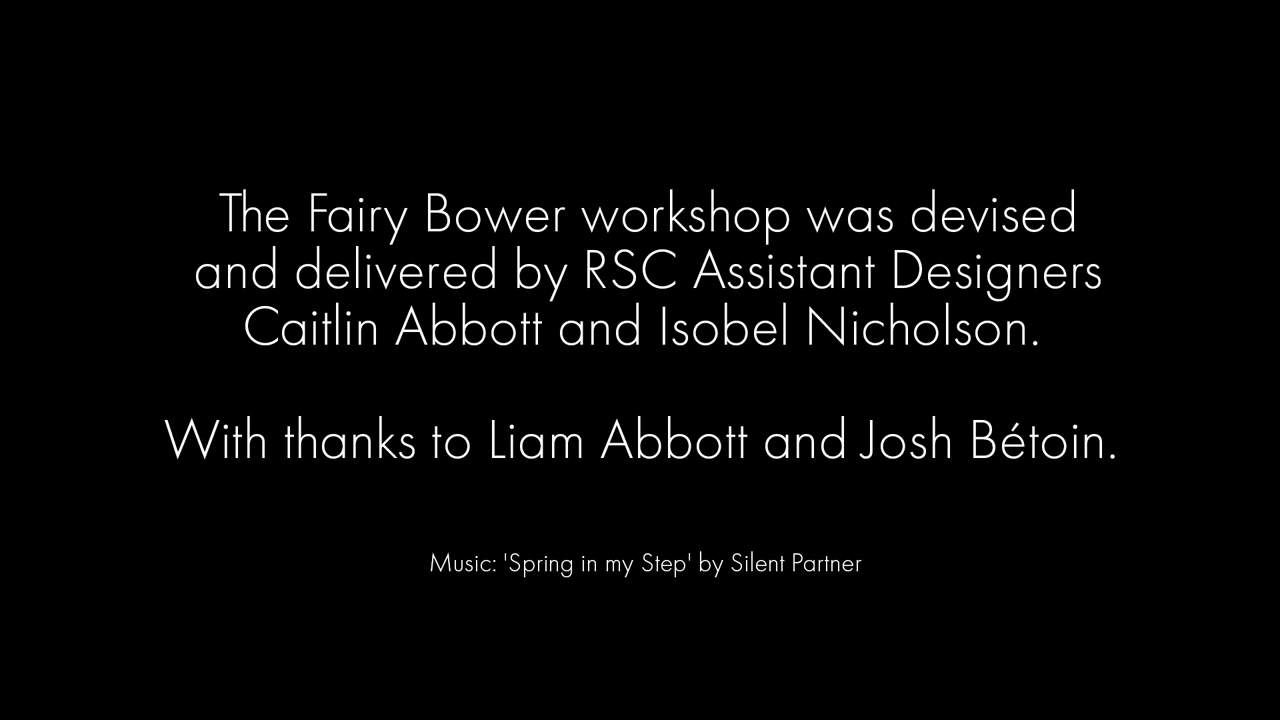 The Fairy Bower workshop was devised
and delivered by RSC Assistant Designers
Caitlin Abbott and Isobel Nicholson.
With thanks to Liam Abbott and Josh Bétoin.
Music: 'Spring in my Step' by Silent Partner